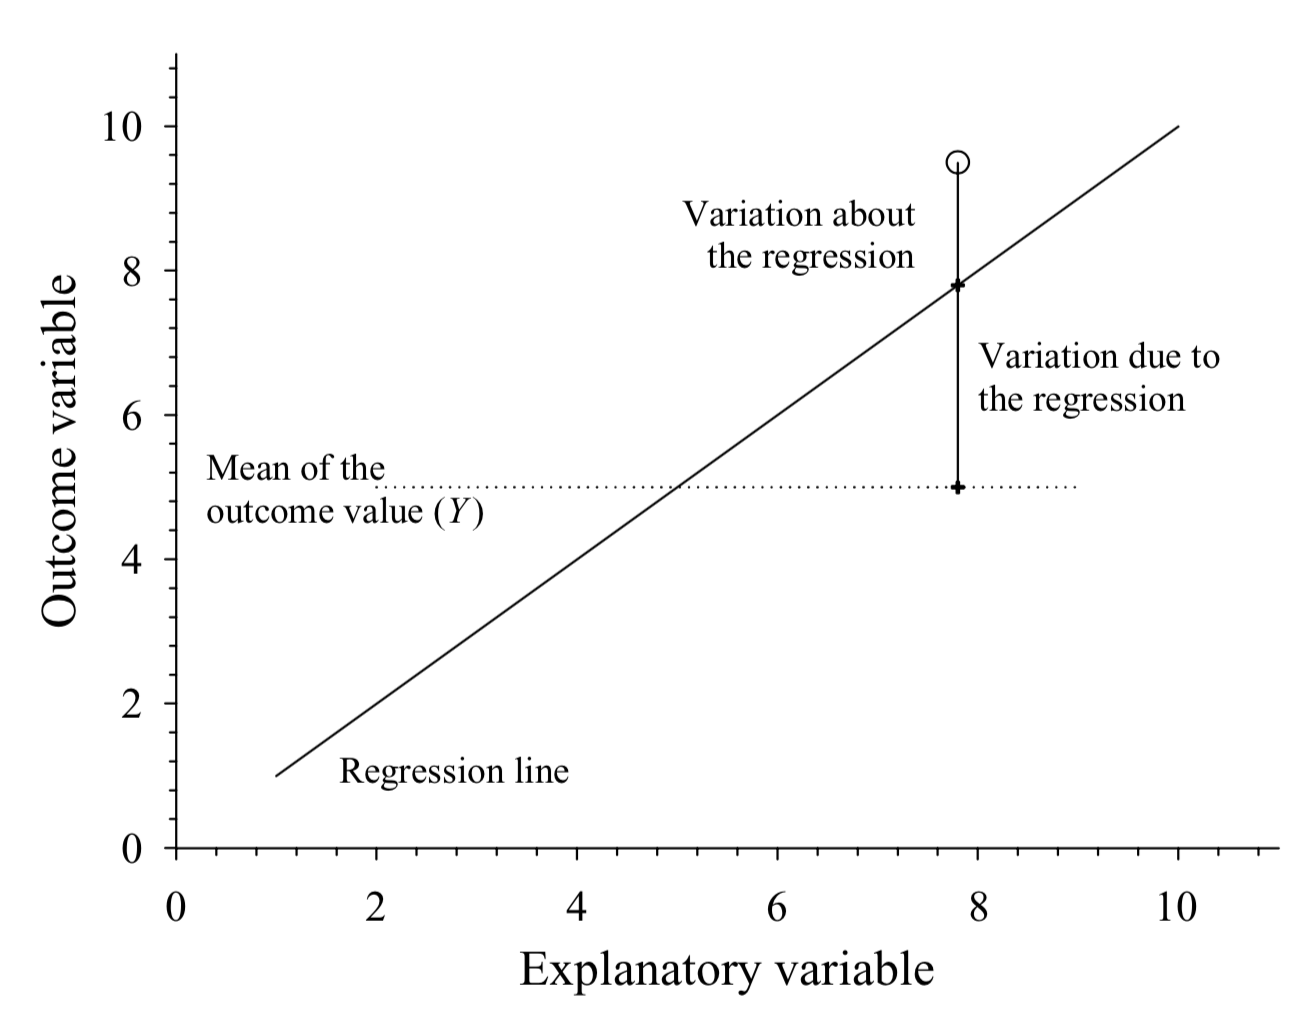 10
8
6
4
2
0
Outcome variable
Variation about
the regression
Variation due to
the regression
Mean of the
outcome value (Y)
Regression line
0 2 4 6 8 10
Explanatory variable